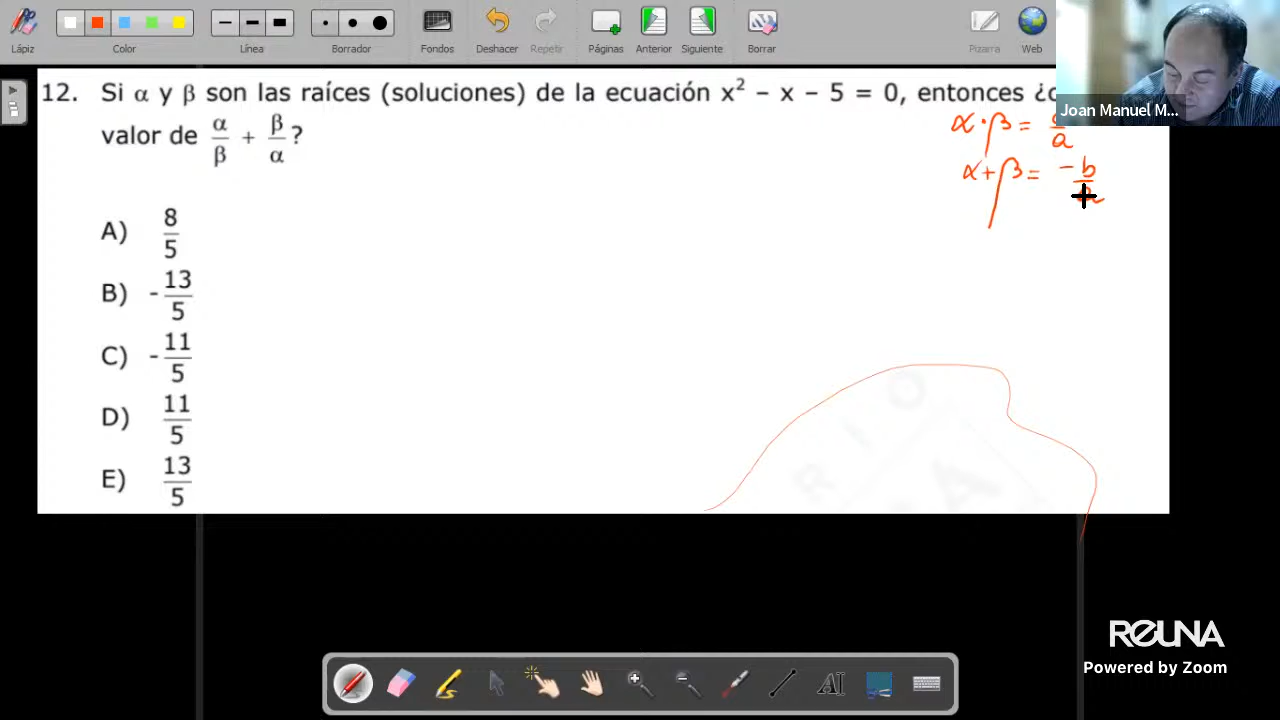 Lápiz Color Línea Borrador Fondos Deshacer Repetir Páginas Anterior Siguiente Borrar Pizarra Web
Joan Manuel M...
12. Si α y β son las raíces (soluciones) de la ecuación x² − x − 5 = 0, entonces
valor de α/β + β/α ?
α · β =
a
α + β = -b/a
A) 8/5
B) - 13/5
C) - 11/5
D) 11/5
E) 13/5
R I O
A
REUNA
Powered by Zoom
AI